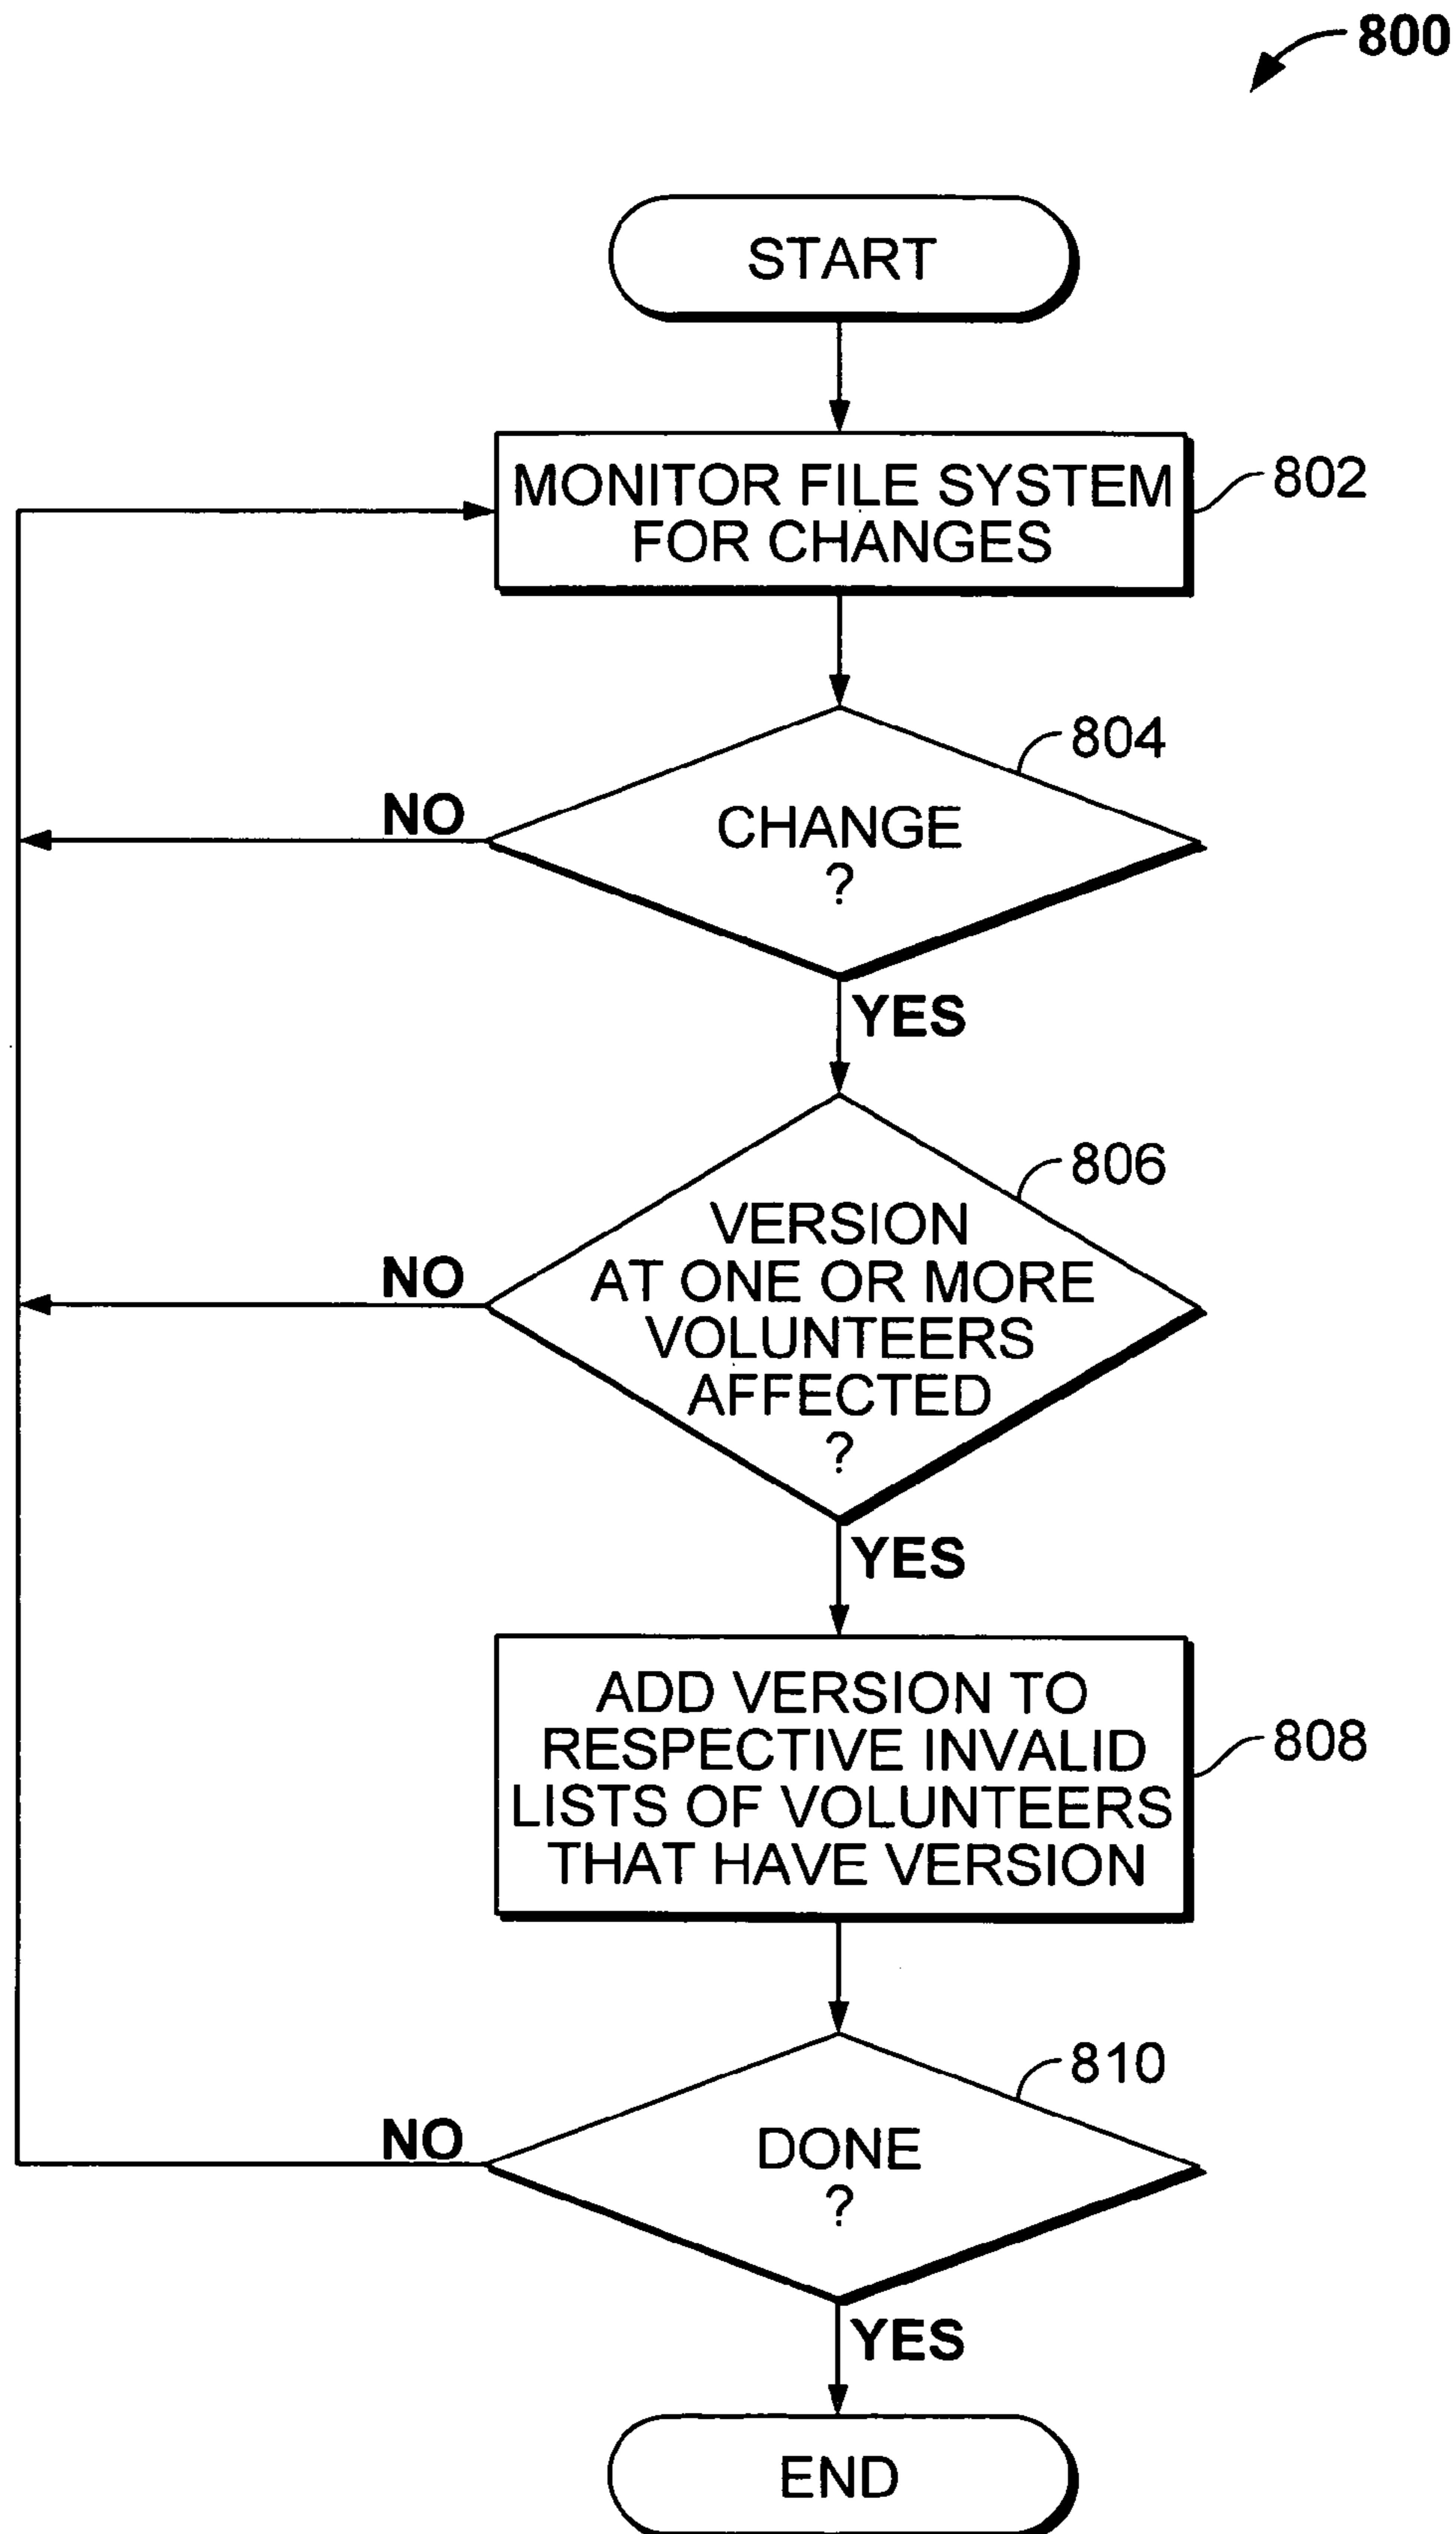 800
START
MONITOR FILE SYSTEM
FOR CHANGES
802
804
CHANGE
?
NO
YES
806
VERSION
AT ONE OR MORE
VOLUNTEERS
AFFECTED
?
NO
YES
ADD VERSION TO
RESPECTIVE INVALID
LISTS OF VOLUNTEERS
THAT HAVE VERSION
808
810
DONE
?
NO
YES
END